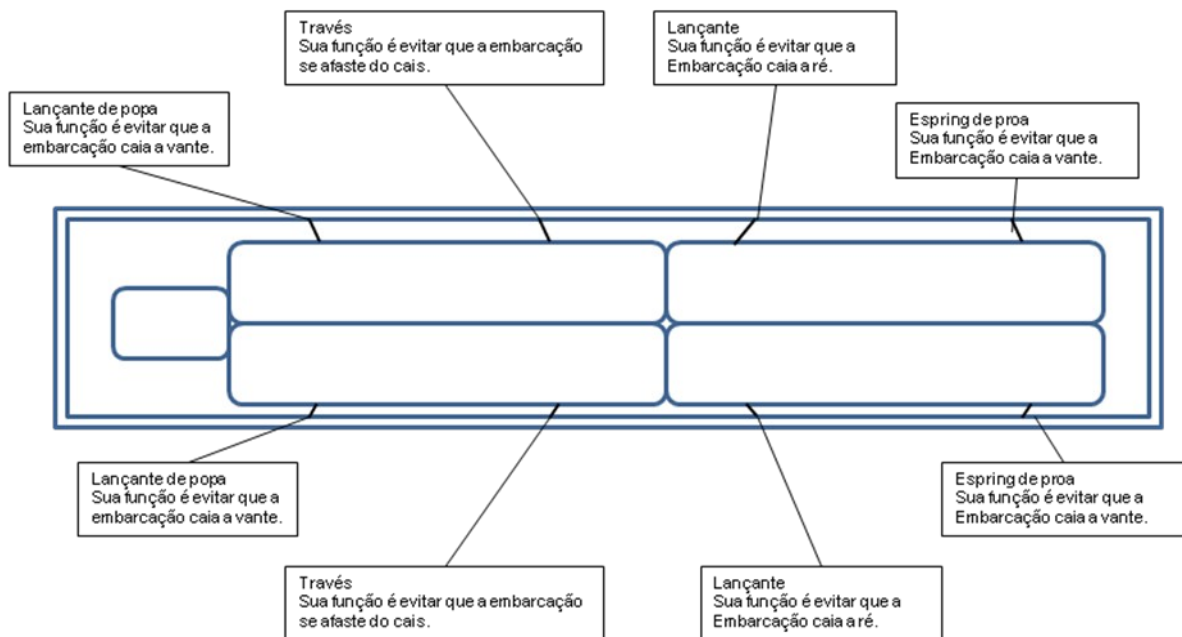 Través
Sua função é evitar que a embarcação
se afaste do cais.
Lançante
Sua função é evitar que a
Embarcação caia a ré.
Lançante de popa
Sua função é evitar que a
embarcação caia a vante.
Espring de proa
Sua função é evitar que a
Embarcação caia a vante.
Lançante de popa
Sua função é evitar que a
embarcação caia a vante.
Espring de proa
Sua função é evitar que a
Embarcação caia a vante.
Través
Sua função é evitar que a embarcação
se afaste do cais.
Lançante
Sua função é evitar que a
Embarcação caia a ré.